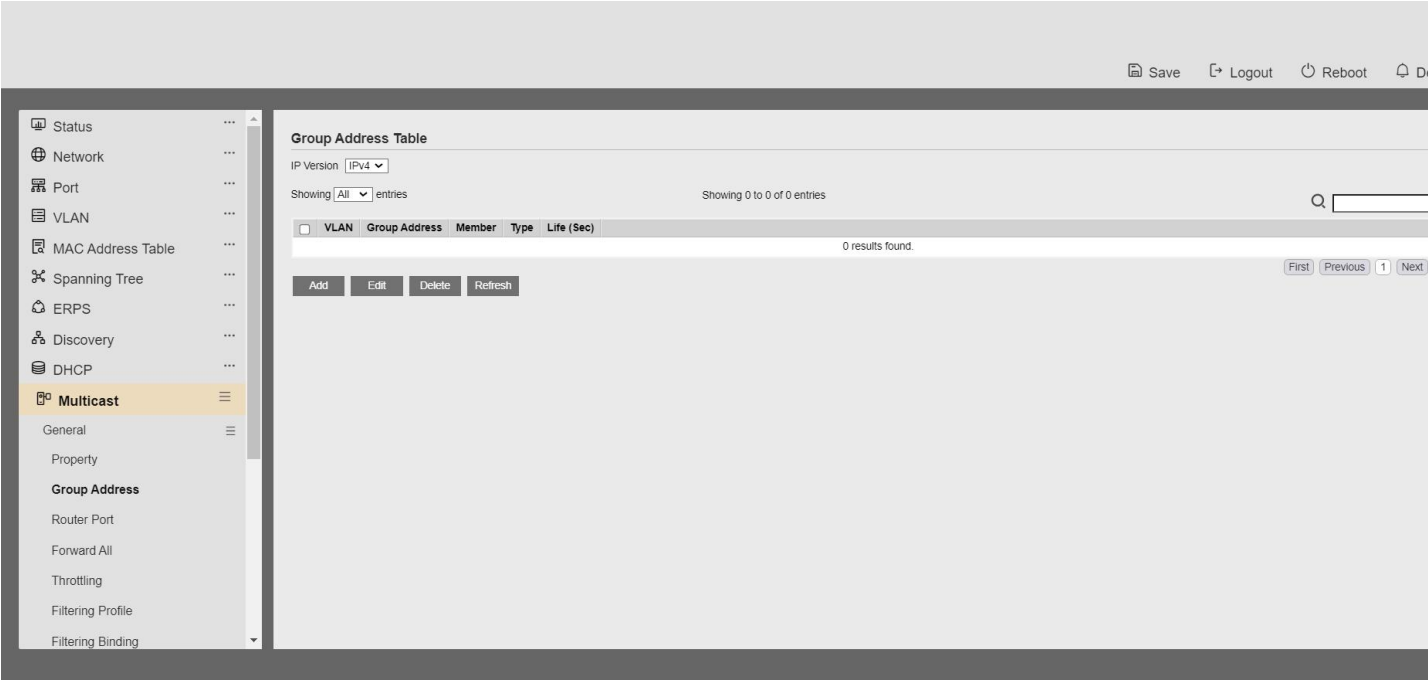 Save Logout Reboot
Status ...
Network ...
Port ...
VLAN ...
MAC Address Table ...
Spanning Tree ...
ERPS ...
Discovery ...
DHCP ...
Multicast
General
Property
Group Address
Router Port
Forward All
Throttling
Filtering Profile
Filtering Binding
Group Address Table
IP Version IPv4
Showing All entries Showing 0 to 0 of 0 entries
VLAN Group Address Member Type Life (Sec)
0 results found.
First Previous 1 Next
Add Edit Delete Refresh